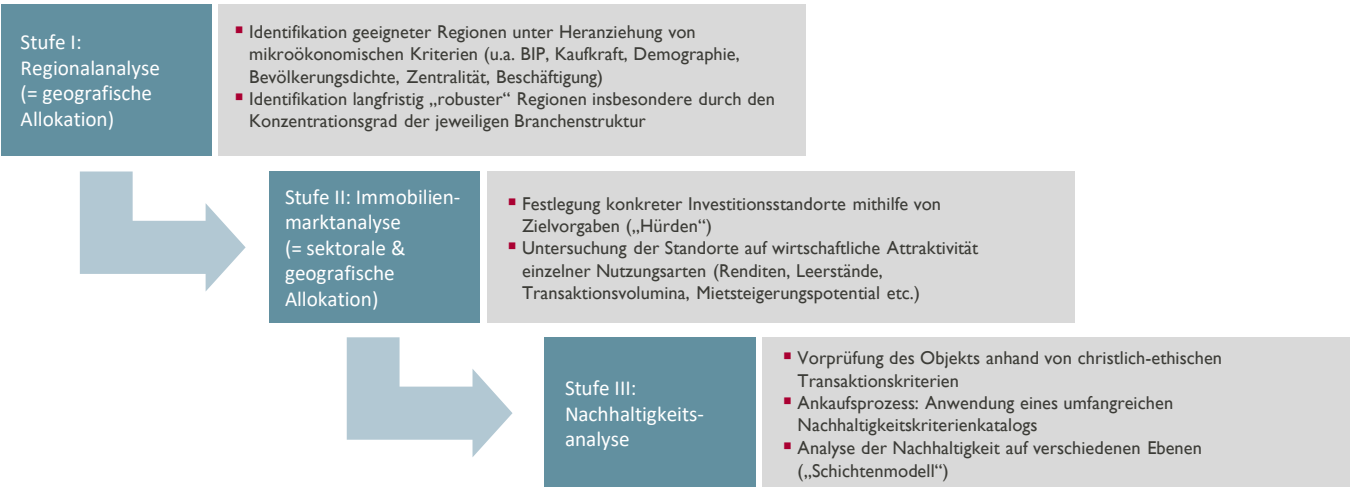 Stufe I:
Regionalanalyse
(= geografische
Allokation)
▪ Identifikation geeigneter Regionen unter Heranziehung von
mikroökonomischen Kriterien (u.a. BIP, Kaufkraft, Demographie,
Bevölkerungsdichte, Zentralität, Beschäftigung)
▪ Identifikation langfristig „robuster“ Regionen insbesondere durch den
Konzentrationsgrad der jeweiligen Branchenstruktur
Stufe II: Immobilien-
marktanalyse
(= sektorale &
geografische
Allokation)
▪ Festlegung konkreter Investitionsstandorte mithilfe von
Zielvorgaben („Hürden“)
▪ Untersuchung der Standorte auf wirtschaftliche Attraktivität
einzelner Nutzungsarten (Renditen, Leerstände,
Transaktionsvolumina, Mietsteigerungspotential etc.)
Stufe III:
Nachhaltigkeits-
analyse
▪ Vorprüfung des Objekts anhand von christlich-ethischen
Transaktionskriterien
▪ Ankaufsprozess: Anwendung eines umfangreichen
Nachhaltigkeitskriterienkatalogs
▪ Analyse der Nachhaltigkeit auf verschiedenen Ebenen
(„Schichtenmodell“)